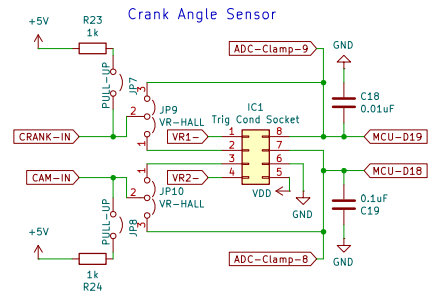 Crank Angle Sensor
+5V
R23
1k
PULL-UP
JP7
ADC-Clamp-9
GND
C18
0.01uF
3
2
1
JP9
VR-HALL
IC1
Trig Cond Socket
CRANK-IN
VR1-
1
2
3
4
8
7
6
5
MCU-D19
CAM-IN
VR2-
VDD
MCU-D18
1
2
3
JP10
VR-HALL
GND
0.1uF
C19
PULL-UP
JP8
+5V
1k
R24
ADC-Clamp-8
GND